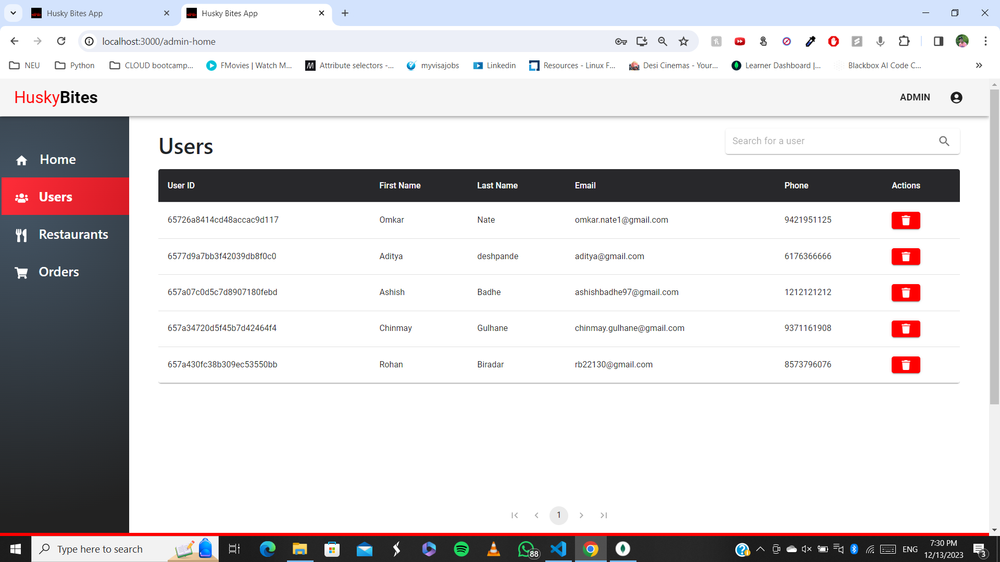 Husky Bites App
Husky Bites App
localhost:3000/admin-home
NEU
Python
CLOUD bootcamp...
FMovies | Watch M...
Attribute selectors -...
myvisajobs
Linkedin
Resources - Linux F...
Desi Cinemas - Your...
Learner Dashboard |...
Blackbox AI Code C...
HuskyBites
ADMIN
Home
Users
Restaurants
Orders
Users
Search for a user
User ID First Name Last Name Email Phone Actions
65726a8414cd48accac9d117 Omkar Nate omkar.nate1@gmail.com 9421951125
6577d9a7bb3f42039db8f0c0 Aditya deshpande aditya@gmail.com 6176366666
657a07c0d5c7d8907180febd Ashish Badhe ashishbadhe97@gmail.com 1212121212
657a34720d5f45b7d42464f4 Chinmay Gulhane chinmay.gulhane@gmail.com 9371161908
657a430fc38b309ec53550bb Rohan Biradar rb22130@gmail.com 8573796076
1
Type here to search
88
ENG
7:30 PM
12/13/2023
3